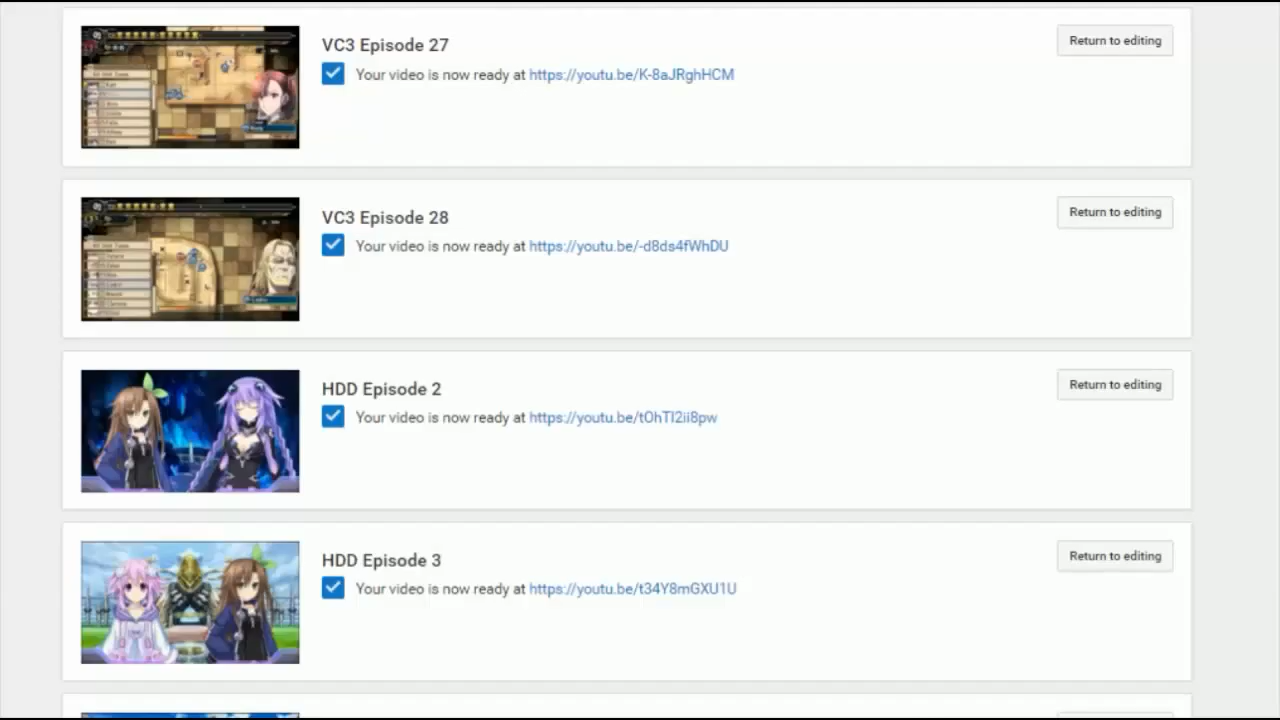 VC3 Episode 27
Return to editing
Your video is now ready at https://youtu.be/K-8aJRghHCM
VC3 Episode 28
Return to editing
Your video is now ready at https://youtu.be/-d8ds4fWhDU
HDD Episode 2
Return to editing
Your video is now ready at https://youtu.be/tOhTI2ii8pw
HDD Episode 3
Return to editing
Your video is now ready at https://youtu.be/t34Y8mGXU1U